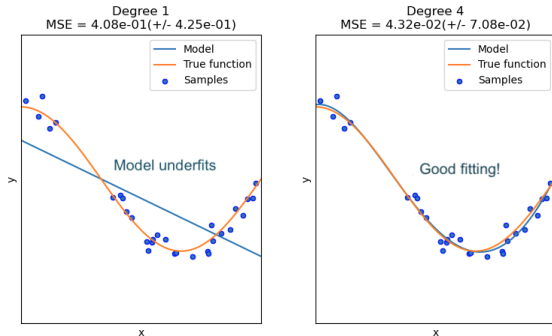 Degree 1
MSE = 4.08e-01(+/- 4.25e-01)
Model
True function
Samples
Model underfits
y
x
Degree 4
MSE = 4.32e-02(+/- 7.08e-02)
Model
True function
Samples
Good fitting!
y
x